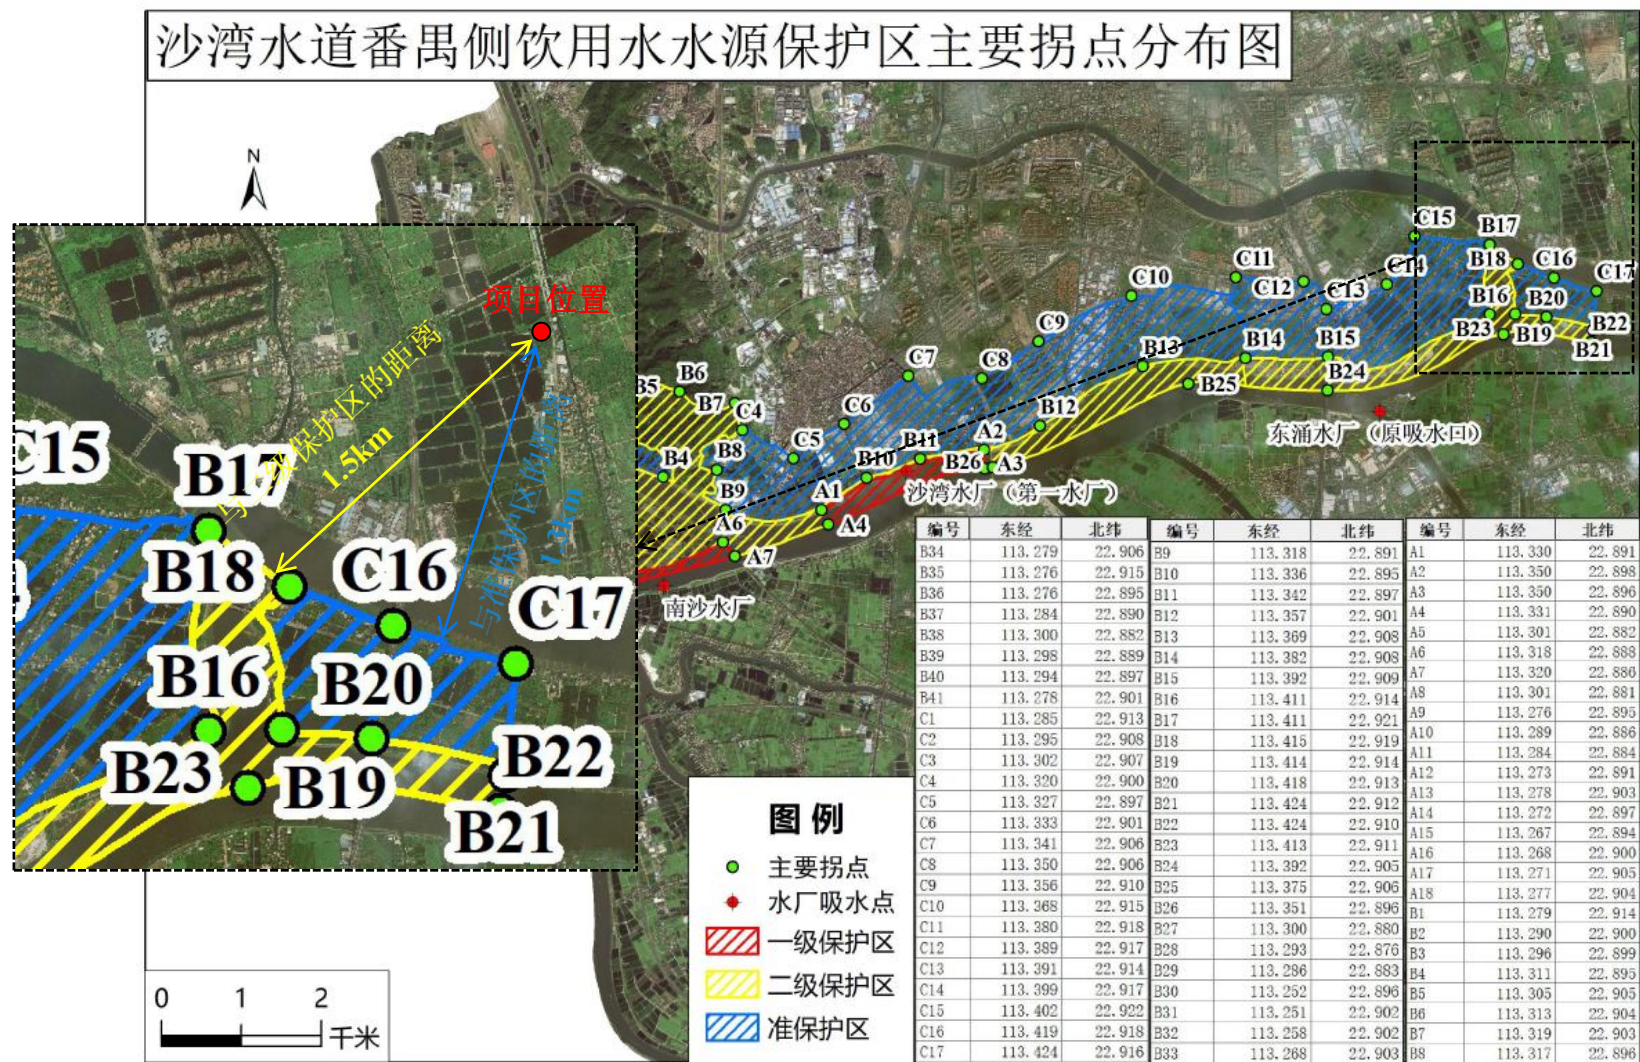 沙湾水道番禺侧饮用水水源保护区主要拐点分布图
N
项目位置
与二级保护区的距离
1.5km
与准保护区的距离
1.1km
C15
B17
B18
C16
C17
B16
B20
B23
B19
B22
B21
C15
B17
B18
C16
C17
C14
C11
C12
C13
C10
B16
B20
B23
B19
B22
B21
C9
B15
B14
B13
B24
B25
C7
C8
B6
B5
B7
C4
C6
C5
B12
A2
B11
B26
A3
B4
B8
B10
B9
A1
A6
A4
A7
东涌水厂（原吸水口）
沙湾水厂（第一水厂）
南沙水厂
编号 东经 北纬 编号 东经 北纬 编号 东经 北纬
B34 113.279 22.906 B9 113.318 22.891 A1 113.330 22.891
B35 113.276 22.915 B10 113.336 22.895 A2 113.350 22.898
B36 113.276 22.895 B11 113.342 22.897 A3 113.350 22.896
B37 113.284 22.890 B12 113.357 22.901 A4 113.331 22.890
B38 113.300 22.882 B13 113.369 22.908 A5 113.301 22.882
B39 113.298 22.889 B14 113.382 22.908 A6 113.318 22.888
B40 113.294 22.897 B15 113.392 22.909 A7 113.320 22.886
B41 113.278 22.901 B16 113.411 22.914 A8 113.301 22.881
C1 113.285 22.913 B17 113.411 22.921 A9 113.276 22.895
C2 113.295 22.908 B18 113.415 22.919 A10 113.289 22.886
C3 113.302 22.907 B19 113.414 22.914 A11 113.284 22.884
C4 113.320 22.900 B20 113.418 22.913 A12 113.273 22.891
C5 113.327 22.897 B21 113.424 22.912 A13 113.278 22.903
C6 113.333 22.901 B22 113.424 22.910 A14 113.272 22.897
C7 113.341 22.906 B23 113.413 22.911 A15 113.267 22.894
C8 113.350 22.906 B24 113.392 22.905 A16 113.268 22.900
C9 113.356 22.910 B25 113.375 22.906 A17 113.271 22.905
C10 113.368 22.915 B26 113.351 22.896 A18 113.277 22.904
C11 113.380 22.918 B27 113.300 22.880 B1 113.279 22.914
C12 113.389 22.917 B28 113.293 22.876 B2 113.290 22.900
C13 113.391 22.914 B29 113.286 22.883 B3 113.296 22.899
C14 113.399 22.917 B30 113.252 22.896 B4 113.311 22.895
C15 113.402 22.922 B31 113.251 22.902 B5 113.305 22.905
C16 113.419 22.918 B32 113.258 22.902 B6 113.313 22.904
C17 113.424 22.916 B33 113.268 22.903 B7 113.319 22.903
B8 113.317 22.896
图 例
主要拐点
水厂吸水点
一级保护区
二级保护区
准保护区
0 1 2
千米